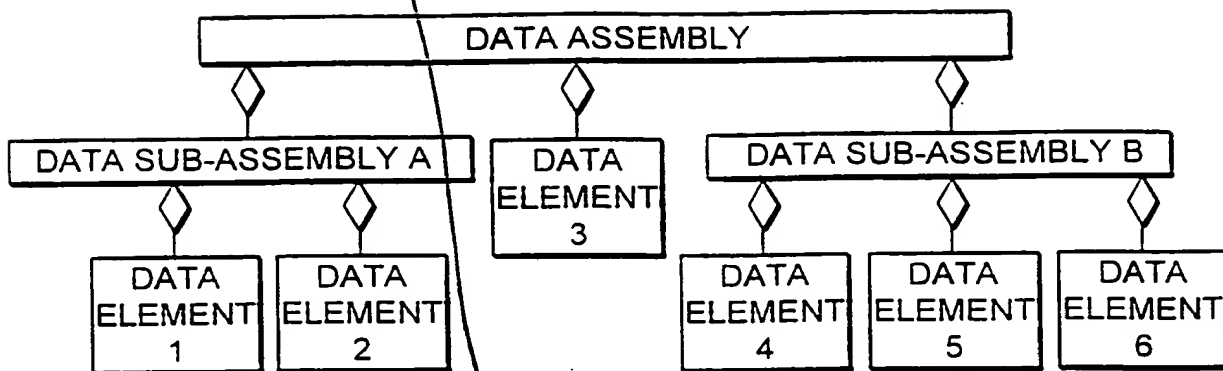 DATA ASSEMBLY
DATA SUB-ASSEMBLY A
DATA
ELEMENT
3
DATA SUB-ASSEMBLY B
DATA
ELEMENT
1
DATA
ELEMENT
2
DATA
ELEMENT
4
DATA
ELEMENT
5
DATA
ELEMENT
6